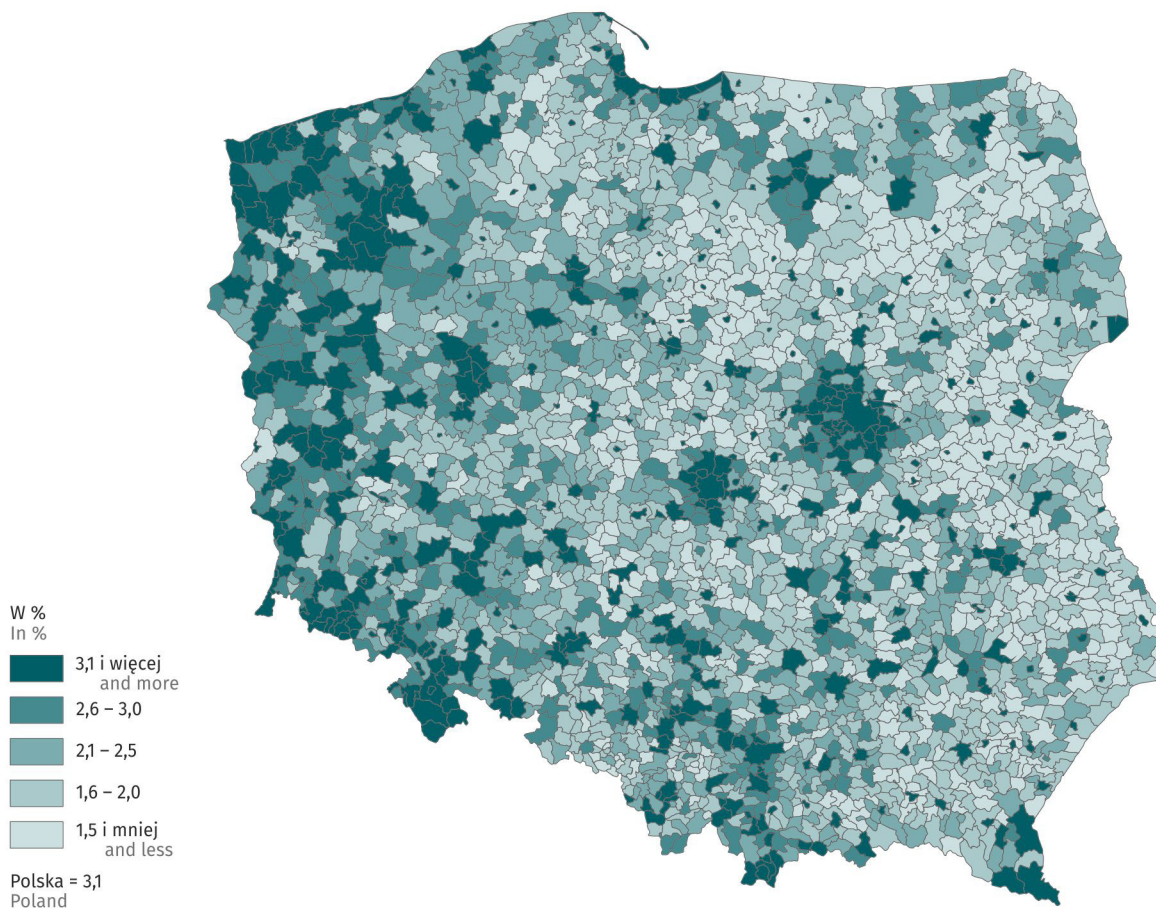 W %
In %
3,1 i więcej
and more
2,6 – 3,0
2,1 – 2,5
1,6 – 2,0
1,5 i mniej
and less
Polska = 3,1
Poland